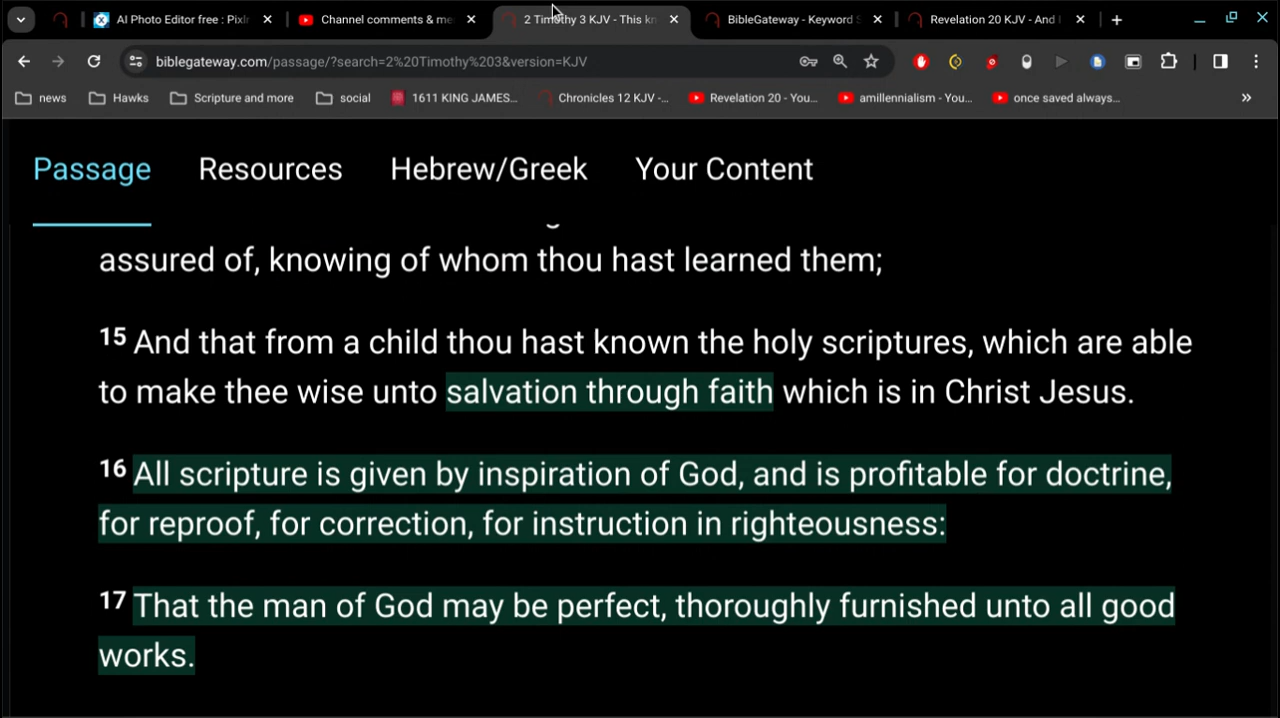 AI Photo Editor free : Pixlr
Channel comments & me
2 Timothy 3 KJV - This kn
BibleGateway - Keyword S
Revelation 20 KJV - And I
biblegateway.com/passage/?search=2%20Timothy%203&version=KJV
news
Hawks
Scripture and more
social
1611 KING JAMES...
Chronicles 12 KJV -...
Revelation 20 - You...
amillennialism - You...
once saved always...
Passage
Resources
Hebrew/Greek
Your Content
assured of, knowing of whom thou hast learned them;
15 And that from a child thou hast known the holy scriptures, which are able
to make thee wise unto salvation through faith which is in Christ Jesus.
16 All scripture is given by inspiration of God, and is profitable for doctrine,
for reproof, for correction, for instruction in righteousness:
17 That the man of God may be perfect, thoroughly furnished unto all good
works.